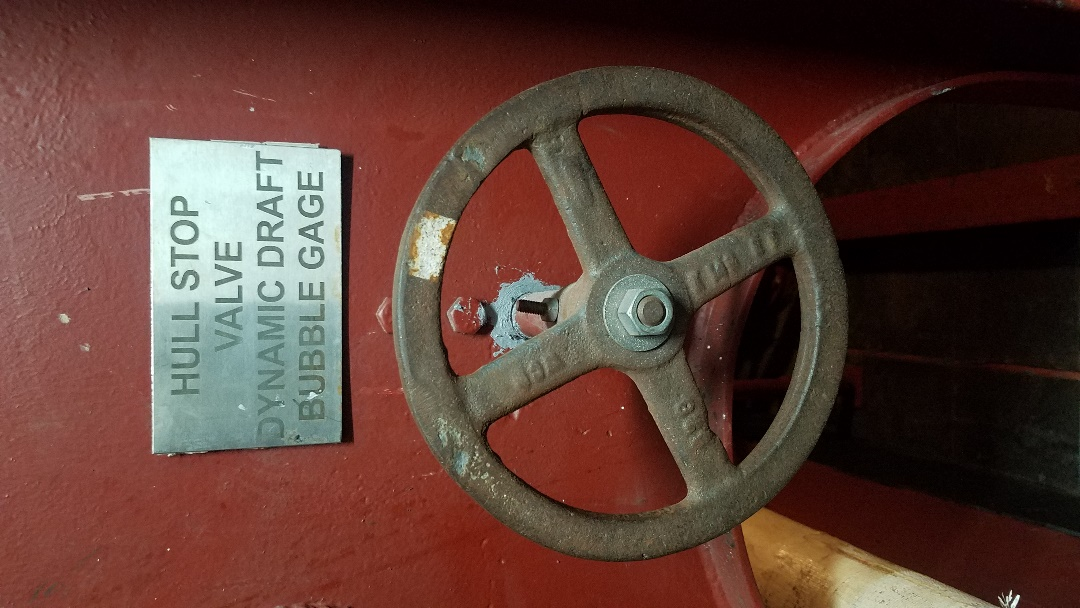 HULL STOP
VALVE
DYNAMIC DRAFT
BUBBLE GAGE